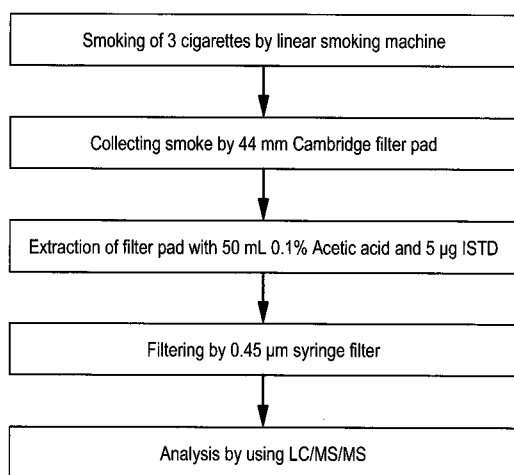 Smoking of 3 cigarettes by linear smoking machine
Collecting smoke by 44 mm Cambridge filter pad
Extraction of filter pad with 50 mL 0.1% Acetic acid and 5 µg ISTD
Filtering by 0.45 µm syringe filter
Analysis by using LC/MS/MS